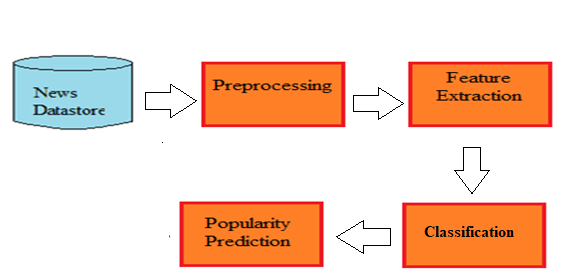 News
Datastore
Preprocessing
Feature
Extraction
Classification
Popularity
Prediction